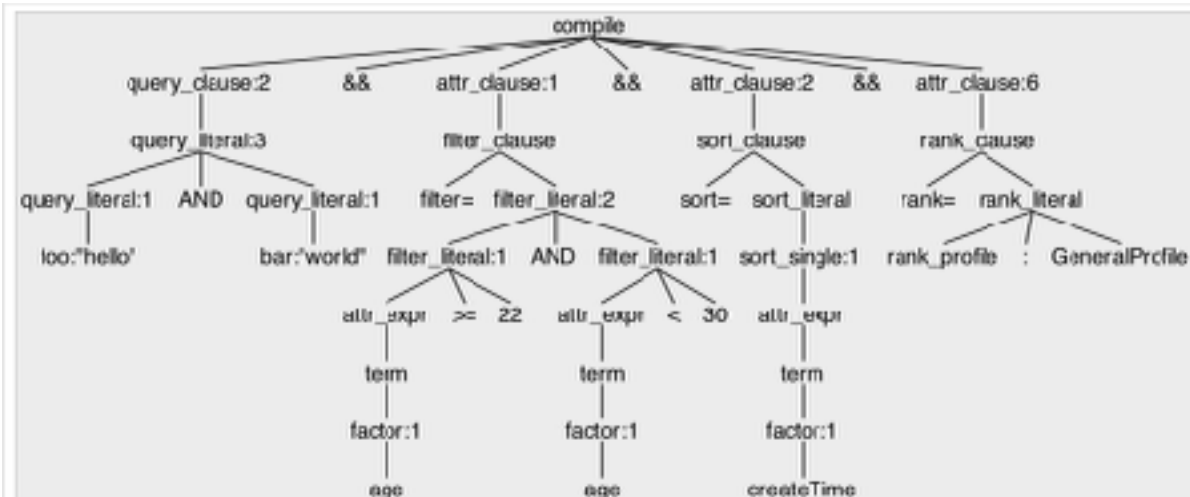 compile
query_clause:2 && attr_clause:1 && attr_clause:2 && attr_clause:6
query_literal:3 filter_clause sort_clause rank_clause
query_literal:1 AND query_literal:1 filter= filter_literal:2 sort= sort_literal rank= rank_literal
foo:"hello" bar:"world" filter_literal:1 AND filter_literal:1 sort_single:1 rank_profile : GeneralProfile
attr_expr >= 22 attr_expr < 30 attr_expr
term term term
factor:1 factor:1 factor:1
age age createTime